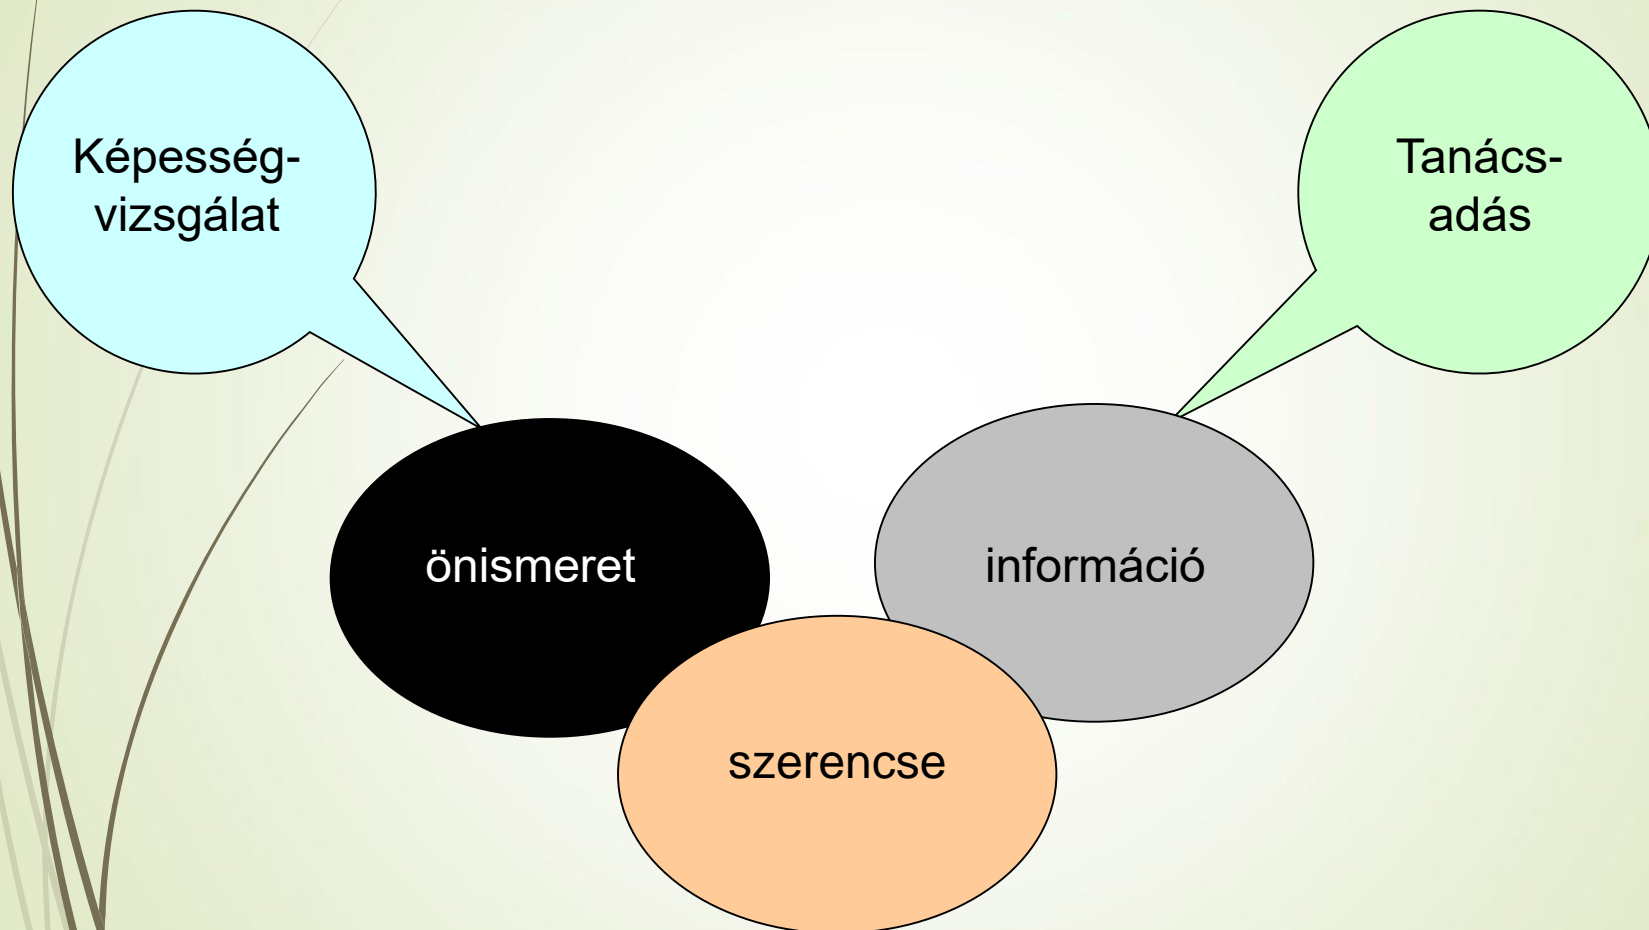 Képesség-
vizsgálat
Tanács-
adás
önismeret
információ
szerencse